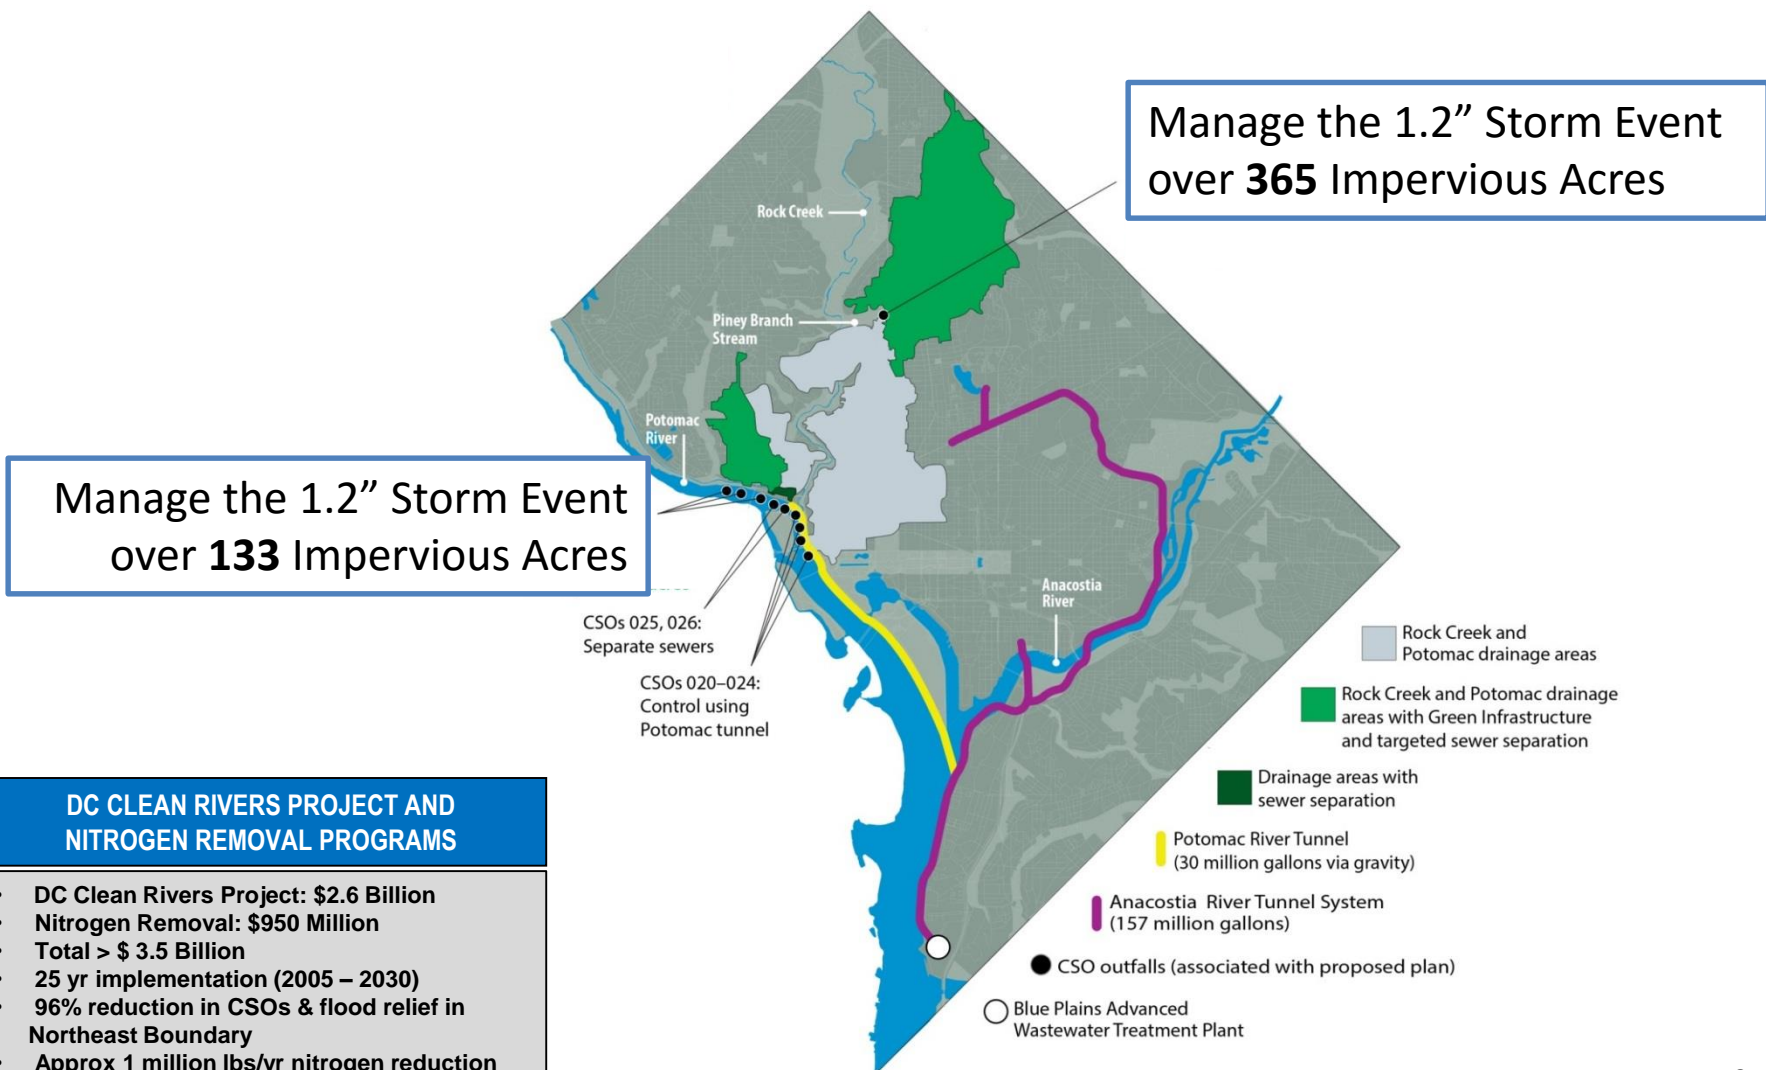 Manage the 1.2” Storm Event
over 365 Impervious Acres
Rock Creek
Piney Branch
Stream
Potomac
River
Manage the 1.2” Storm Event
over 133 Impervious Acres
Anacostia
River
CSOs 025, 026:
Separate sewers
CSOs 020–024:
Control using
Potomac tunnel
Rock Creek and
Potomac drainage areas
Rock Creek and Potomac drainage
areas with Green Infrastructure
and targeted sewer separation
Drainage areas with
sewer separation
Potomac River Tunnel
(30 million gallons via gravity)
Anacostia River Tunnel System
(157 million gallons)
CSO outfalls (associated with proposed plan)
Blue Plains Advanced
Wastewater Treatment Plant
DC CLEAN RIVERS PROJECT AND
NITROGEN REMOVAL PROGRAMS
• DC Clean Rivers Project: $2.6 Billion
• Nitrogen Removal: $950 Million
• Total > $ 3.5 Billion
• 25 yr implementation (2005 – 2030)
• 96% reduction in CSOs & flood relief in
Northeast Boundary
• Approx 1 million lbs/yr nitrogen reduction